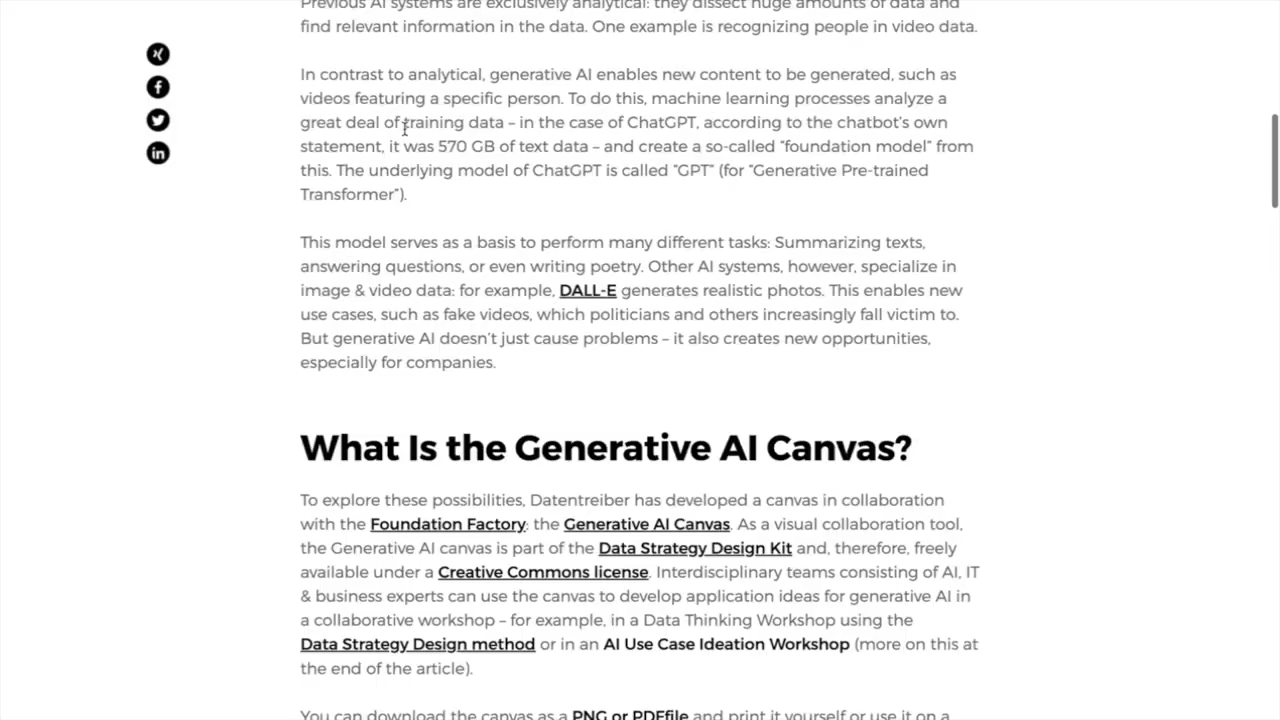 Previous AI systems are exclusively analytical: they dissect huge amounts of data and
find relevant information in the data. One example is recognizing people in video data.
In contrast to analytical, generative AI enables new content to be generated, such as
videos featuring a specific person. To do this, machine learning processes analyze a
great deal of training data – in the case of ChatGPT, according to the chatbot’s own
statement, it was 570 GB of text data – and create a so-called “foundation model” from
this. The underlying model of ChatGPT is called “GPT” (for “Generative Pre-trained
Transformer”).
This model serves as a basis to perform many different tasks: Summarizing texts,
answering questions, or even writing poetry. Other AI systems, however, specialize in
image & video data: for example, DALL-E generates realistic photos. This enables new
use cases, such as fake videos, which politicians and others increasingly fall victim to.
But generative AI doesn’t just cause problems – it also creates new opportunities,
especially for companies.
What Is the Generative AI Canvas?
To explore these possibilities, Datentreiber has developed a canvas in collaboration
with the Foundation Factory: the Generative AI Canvas. As a visual collaboration tool,
the Generative AI canvas is part of the Data Strategy Design Kit and, therefore, freely
available under a Creative Commons license. Interdisciplinary teams consisting of AI, IT
& business experts can use the canvas to develop application ideas for generative AI in
a collaborative workshop – for example, in a Data Thinking Workshop using the
Data Strategy Design method or in an AI Use Case Ideation Workshop (more on this at
the end of the article).
You can download the canvas as a PNG or PDFfile and print it yourself or use it on a